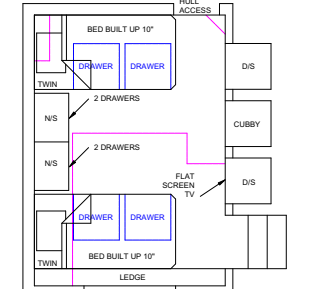 HULL
ACCESS
BED BUILT UP 10"
DRAWER
DRAWER
D/S
TWIN
2 DRAWERS
N/S
CUBBY
2 DRAWERS
N/S
FLAT
SCREEN
TV
D/S
DRAWER
DRAWER
BED BUILT UP 10"
TWIN
LEDGE